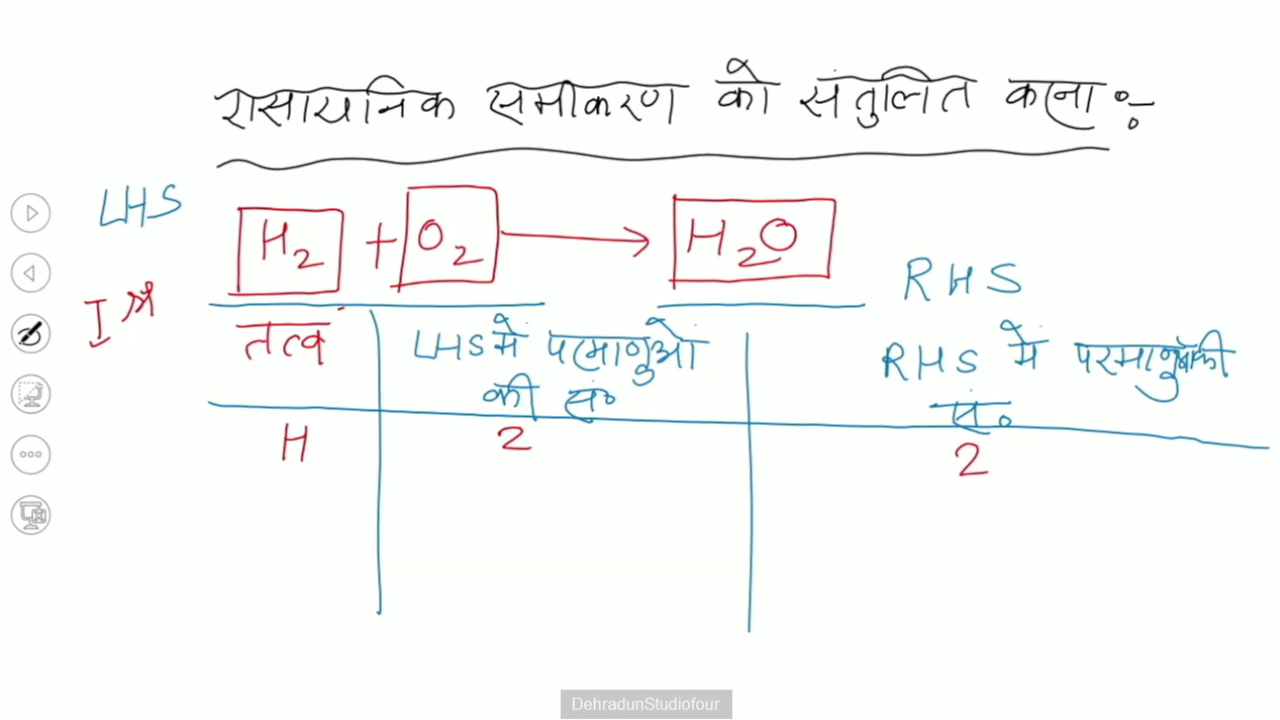 रासायनिक समीकरण को संतुलित करना :-
LHS
H₂ + O₂ → H₂O
RHS
I
तत्व LHS में परमाणुओं की सं० RHS में परमाणुओं की सं०
H 2 2
DehradunStudiofour